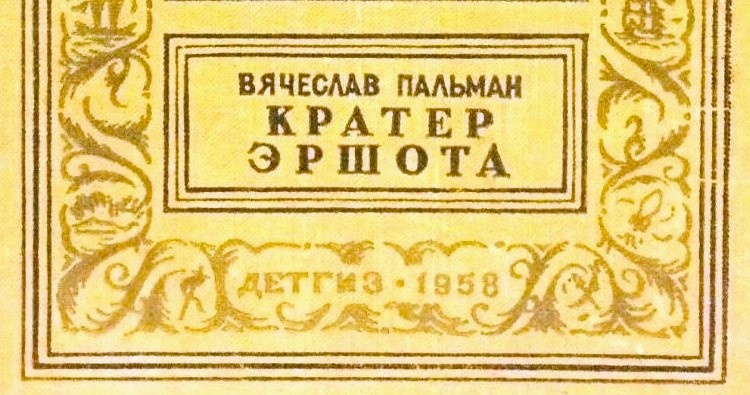 ВЯЧЕСЛАВ ПАЛЬМАН
КРАТЕР
ЭРШОТА
ДЕТГИЗ · 1958